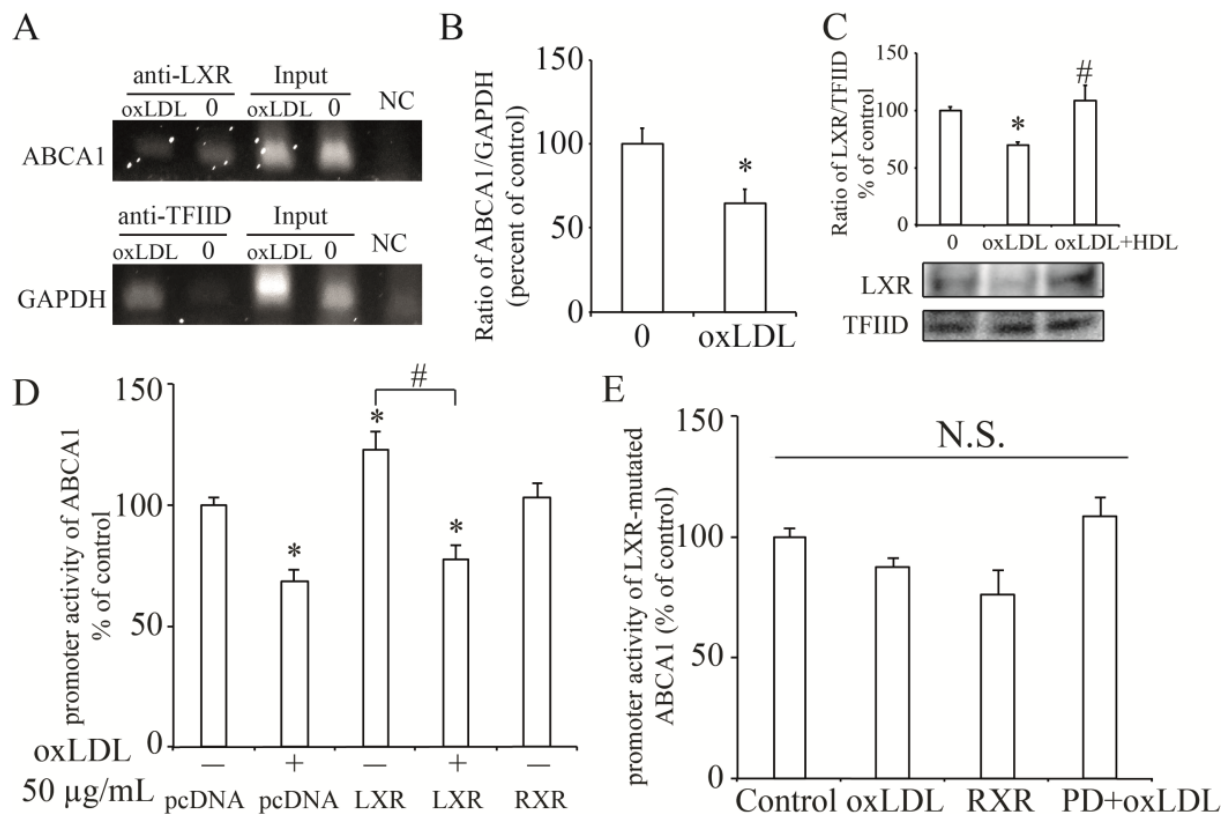 A
anti-LXR Input
oxLDL 0 oxLDL 0 NC
ABCA1
anti-TFIID Input
oxLDL 0 oxLDL 0 NC
GAPDH
B
Ratio of ABCA1/GAPDH
(percent of control)
150
100
50
0
*
0 oxLDL
C
Ratio of LXR/TFIID
% of control
150
100
50
0
* #
0 oxLDL oxLDL+HDL
LXR
TFIID
D
promoter activity of ABCA1
% of control
150
100
50
0
#
* * *
oxLDL
50 µg/mL
— + — + —
pcDNA pcDNA LXR LXR RXR
E
promoter activity of LXR-mutated
ABCA1 (% of control)
150
100
50
0
N.S.
Control oxLDL RXR PD+oxLDL